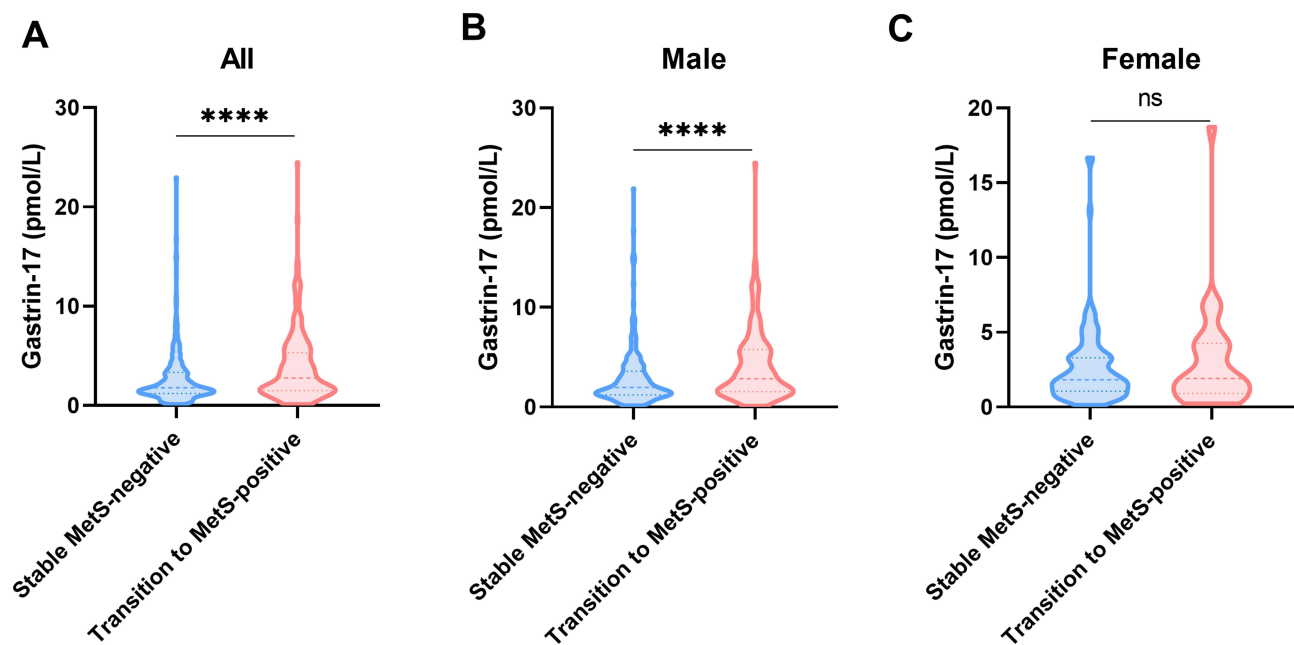 A
All
****
Gastrin-17 (pmol/L)
30
20
10
0
Stable MetS-negative
Transition to MetS-positive
B
Male
****
Gastrin-17 (pmol/L)
30
20
10
0
Stable MetS-negative
Transition to MetS-positive
C
Female
ns
Gastrin-17 (pmol/L)
20
15
10
5
0
Stable MetS-negative
Transition to MetS-positive